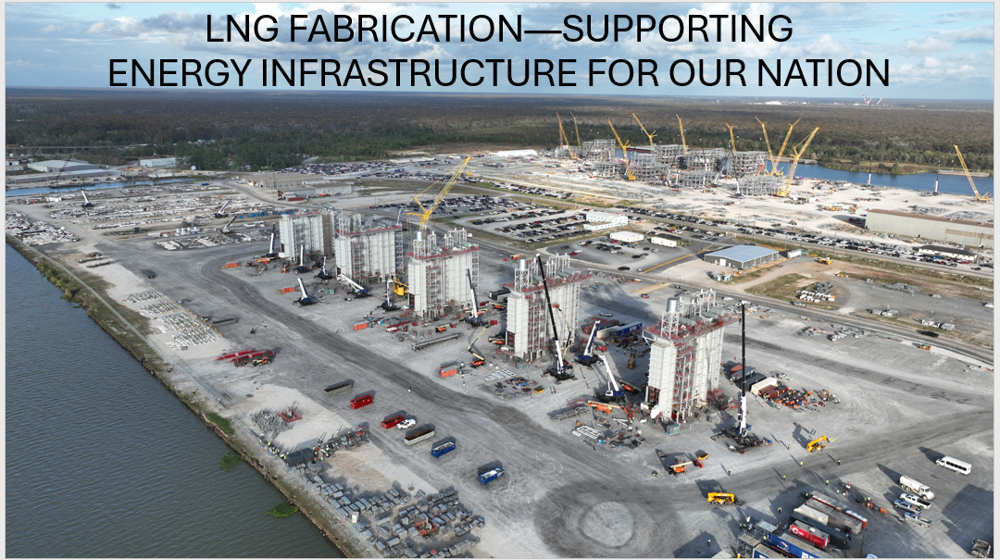 LNG FABRICATION—SUPPORTING
ENERGY INFRASTRUCTURE FOR OUR NATION